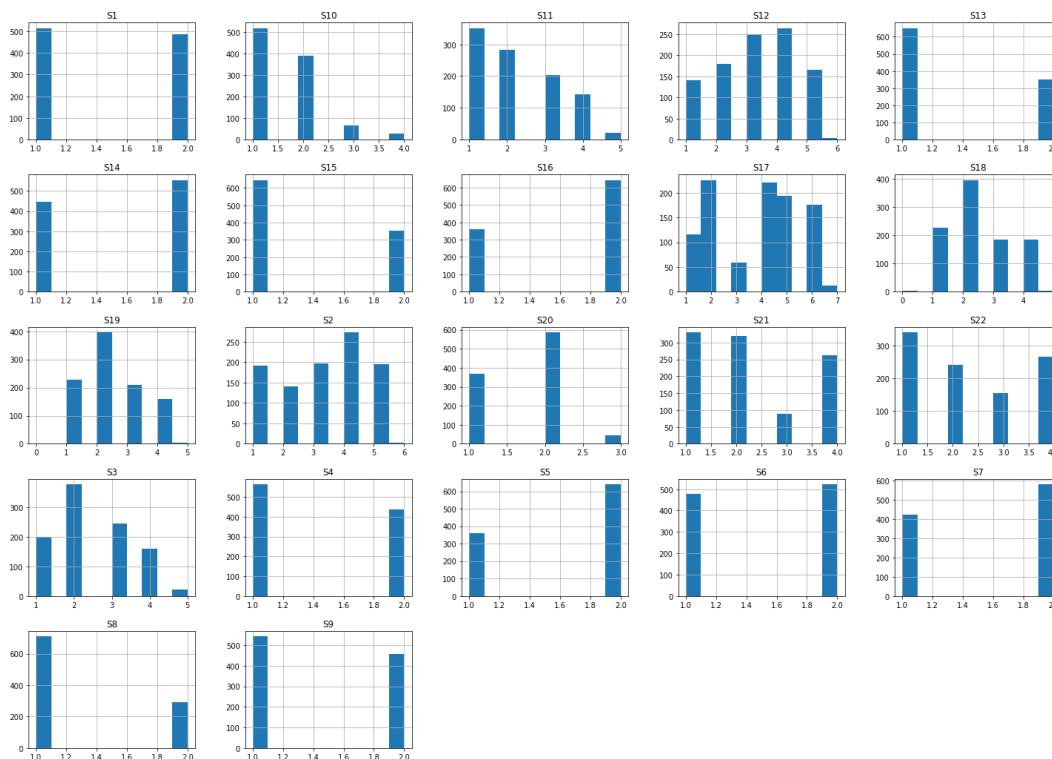 S1 S10 S11 S12 S13
500 400 300 200 100 0
500 400 300 200 100 0
300 200 100 0
250 200 150 100 50 0
600 500 400 300 200 100 0
1.0 1.2 1.4 1.6 1.8 2.0
1.0 1.5 2.0 2.5 3.0 3.5 4.0
1 2 3 4 5
1 2 3 4 5 6
1.0 1.2 1.4 1.6 1.8
S14 S15 S16 S17 S18
500 400 300 200 100 0
600 500 400 300 200 100 0
600 500 400 300 200 100 0
200 150 100 50 0
400 300 200 100 0
1.0 1.2 1.4 1.6 1.8 2.0
1.0 1.2 1.4 1.6 1.8 2.0
1.0 1.2 1.4 1.6 1.8 2.0
1 2 3 4 5 6 7
0 1 2 3 4
S19 S2 S20 S21 S22
400 300 200 100 0
250 200 150 100 50 0
600 500 400 300 200 100 0
300 250 200 150 100 50 0
300 200 100 0
0 1 2 3 4 5
1 2 3 4 5 6
1.0 1.5 2.0 2.5 3.0
1.0 1.5 2.0 2.5 3.0 3.5 4.0
1.0 1.5 2.0 2.5 3.0 3.5
S3 S4 S5 S6 S7
300 200 100 0
500 400 300 200 100 0
600 500 400 300 200 100 0
500 400 300 200 100 0
600 500 400 300 200 100 0
1 2 3 4 5
1.0 1.2 1.4 1.6 1.8 2.0
1.0 1.2 1.4 1.6 1.8 2.0
1.0 1.2 1.4 1.6 1.8 2.0
1.0 1.2 1.4 1.6 1.8
S8 S9
600 400 200 0
500 400 300 200 100 0
1.0 1.2 1.4 1.6 1.8 2.0
1.0 1.2 1.4 1.6 1.8 2.0